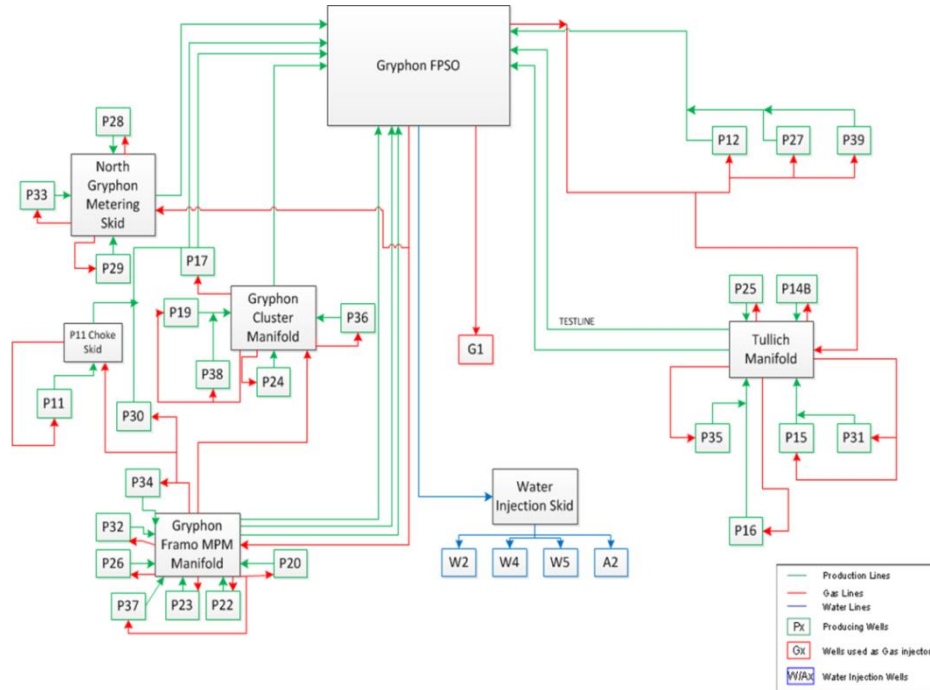 Gryphon FPSO
P28
North
Gryphon
Metering
Skid
P33
P29
P12
P27
P39
P17
P19
Gryphon
Cluster
Manifold
P36
P38
P24
P11 Choke
Skid
P11
P30
G1
TESTLINE
P25
P14B
Tullich
Manifold
P35
P15
P31
P16
P34
P32
Gryphon
Framo MPM
Manifold
P26
P20
P37
P23
P22
Water
Injection Skid
W2
W4
W5
A2
Production Lines
Gas Lines
Water Lines
Px
Producing Wells
Gx
Wells used as Gas injector
W/Ax
Water Injection Wells